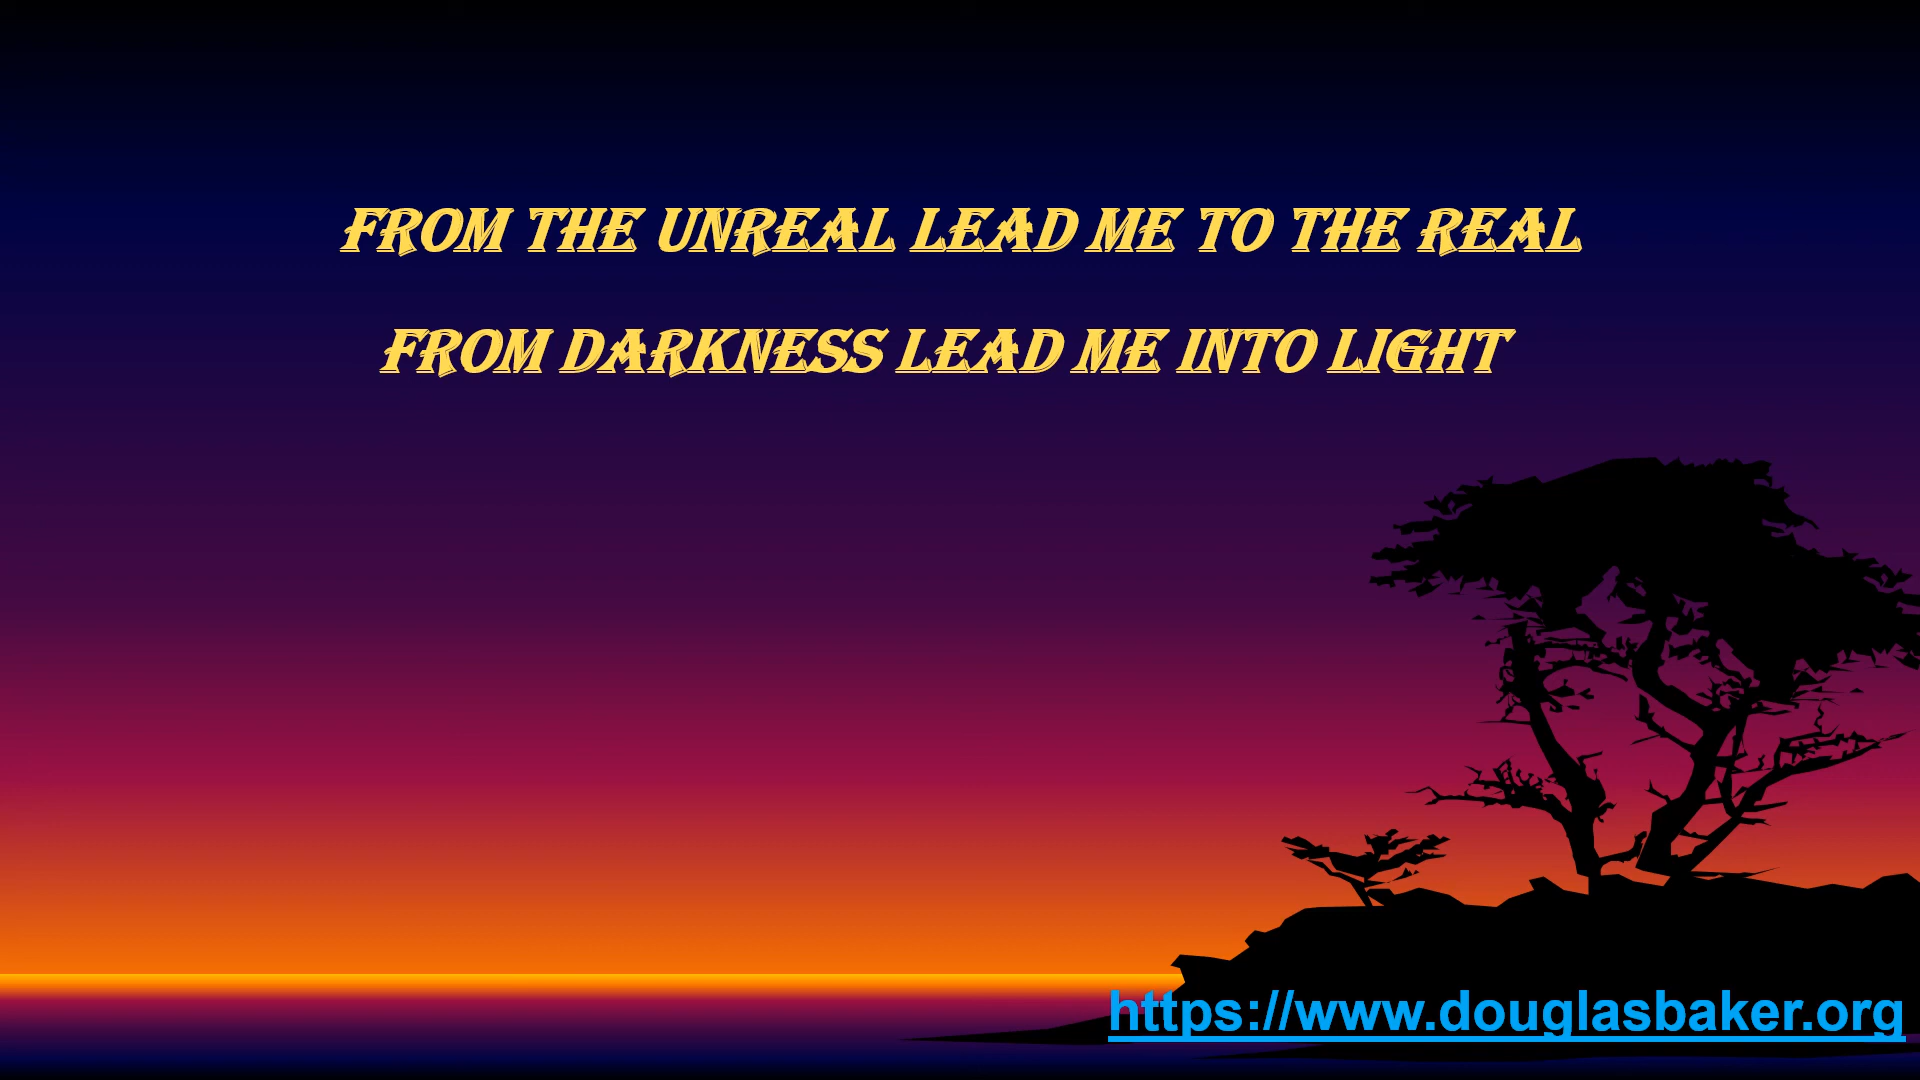 FROM THE UNREAL LEAD ME TO THE REAL
FROM DARKNESS LEAD ME INTO LIGHT
https://www.douglasbaker.org